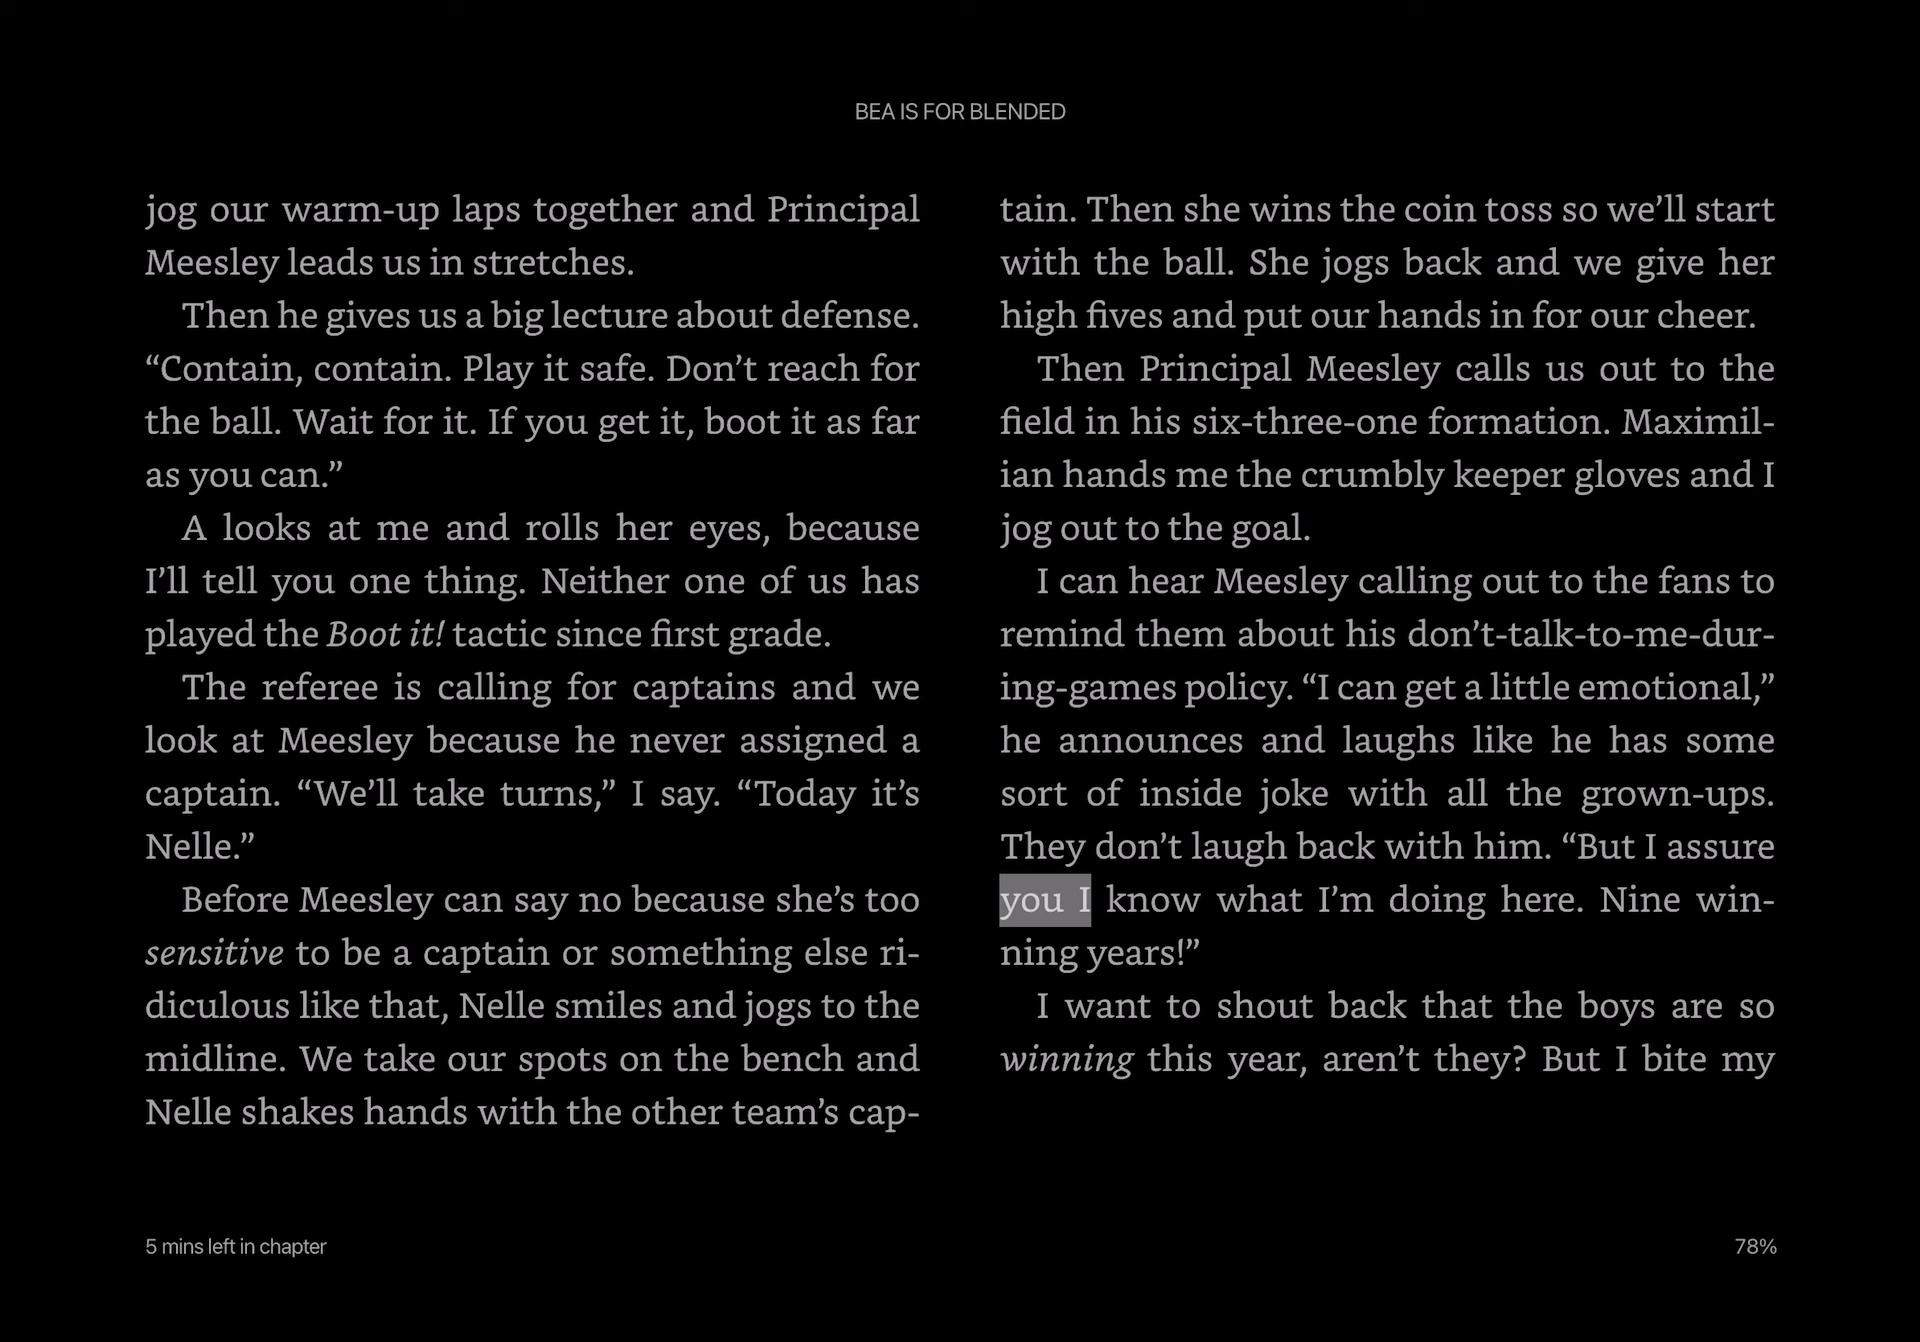 BEA IS FOR BLENDED
jog our warm-up laps together and Principal
Meesley leads us in stretches.
Then he gives us a big lecture about defense.
“Contain, contain. Play it safe. Don’t reach for
the ball. Wait for it. If you get it, boot it as far
as you can.”
A looks at me and rolls her eyes, because
I’ll tell you one thing. Neither one of us has
played the Boot it! tactic since first grade.
The referee is calling for captains and we
look at Meesley because he never assigned a
captain. “We’ll take turns,” I say. “Today it’s
Nelle.”
Before Meesley can say no because she’s too
sensitive to be a captain or something else ri-
diculous like that, Nelle smiles and jogs to the
midline. We take our spots on the bench and
Nelle shakes hands with the other team’s cap-
tain. Then she wins the coin toss so we’ll start
with the ball. She jogs back and we give her
high fives and put our hands in for our cheer.
Then Principal Meesley calls us out to the
field in his six-three-one formation. Maximil-
ian hands me the crumbly keeper gloves and I
jog out to the goal.
I can hear Meesley calling out to the fans to
remind them about his don’t-talk-to-me-dur-
ing-games policy. “I can get a little emotional,”
he announces and laughs like he has some
sort of inside joke with all the grown-ups.
They don’t laugh back with him. “But I assure
you I know what I’m doing here. Nine win-
ning years!”
I want to shout back that the boys are so
winning this year, aren’t they? But I bite my
5 mins left in chapter
78%